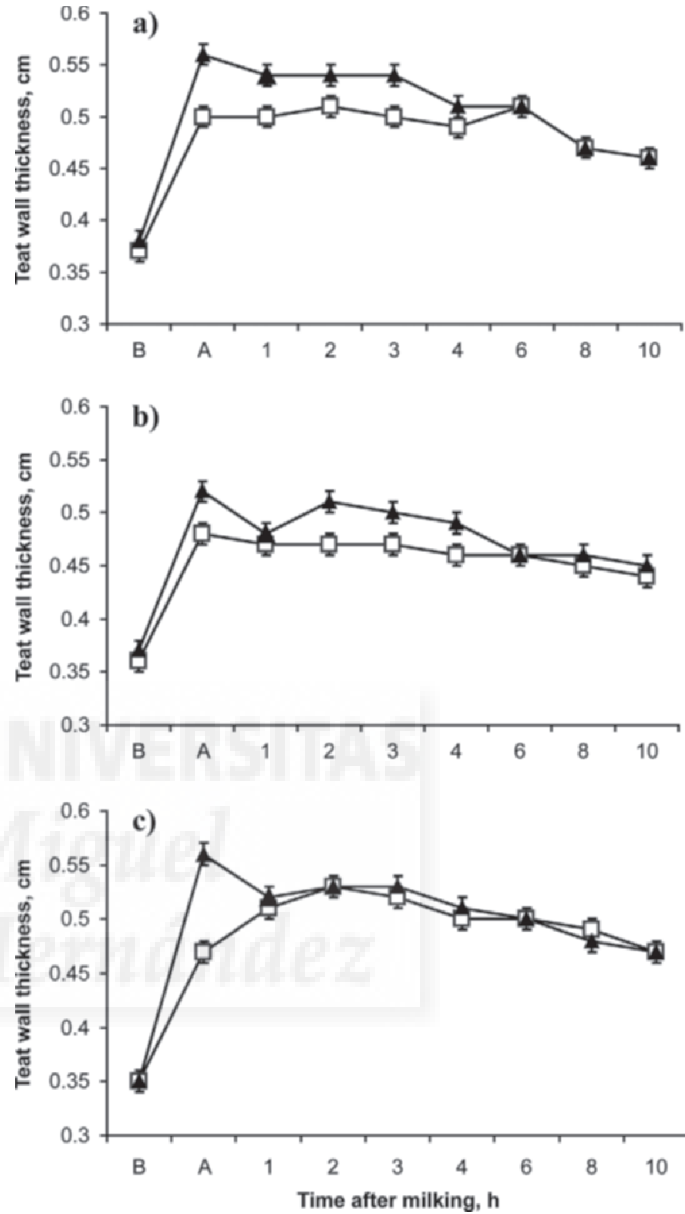 a)
Teat wall thickness, cm
0.6
0.55
0.5
0.45
0.4
0.35
0.3
B A 1 2 3 4 6 8 10
b)
Teat wall thickness, cm
0.6
0.55
0.5
0.45
0.4
0.35
0.3
B A 1 2 3 4 6 8 10
NIVERSITAS
Miguel
Hernández
c)
Teat wall thickness, cm
0.6
0.55
0.5
0.45
0.4
0.35
0.3
B A 1 2 3 4 6 8 10
Time after milking, h